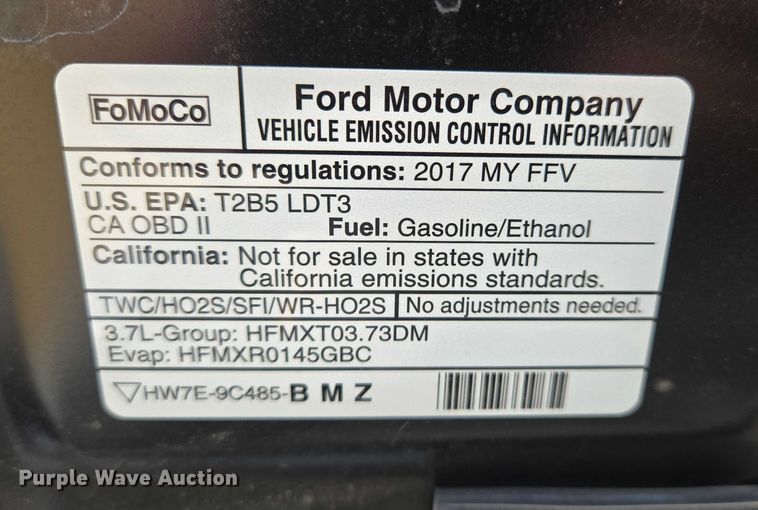 FoMoCo
Ford Motor Company
VEHICLE EMISSION CONTROL INFORMATION
Conforms to regulations: 2017 MY FFV
U.S. EPA: T2B5 LDT3
CA OBD II Fuel: Gasoline/Ethanol
California: Not for sale in states with
California emissions standards.
TWC/HO2S/SFI/WR-HO2S No adjustments needed.
3.7L-Group: HFMXT03.73DM
Evap: HFMXR0145GBC
HW7E-9C485-B M Z
Purple Wave Auction